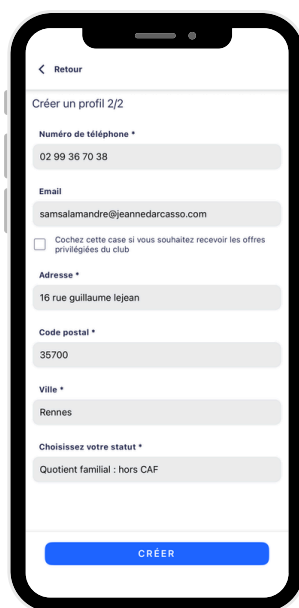 Retour
Créer un profil 2/2
Numéro de téléphone *
02 99 36 70 38
Email
samsalamandre@jeannedarcasso.com
Cochez cette case si vous souhaitez recevoir les offres
privilégiées du club
Adresse *
16 rue guillaume lejean
Code postal *
35700
Ville *
Rennes
Choisissez votre statut *
Quotient familial : hors CAF
CRÉER